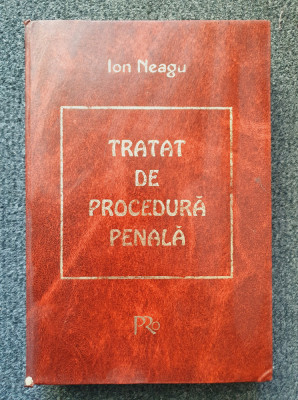 Ion Neagu
TRATAT
DE
PROCEDURĂ
PENALĂ
PRO